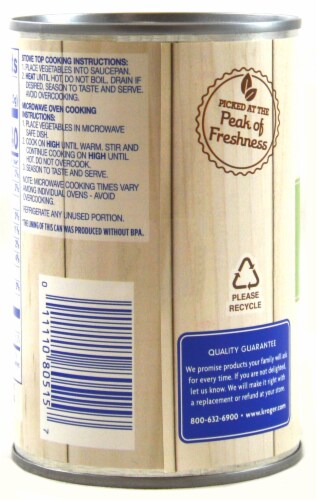 STOVE TOP COOKING INSTRUCTIONS:
1. PLACE VEGETABLES INTO SAUCEPAN.
2. HEAT UNTIL HOT. DO NOT BOIL. DRAIN IF
DESIRED, SEASON TO TASTE AND SERVE.
AVOID OVERCOOKING.
MICROWAVE OVEN COOKING
INSTRUCTIONS:
1. PLACE VEGETABLES IN MICROWAVE
SAFE DISH.
2. COOK ON HIGH UNTIL WARM. STIR AND
CONTINUE COOKING ON HIGH UNTIL
HOT. DO NOT OVERCOOK.
3. SEASON TO TASTE AND SERVE.
NOTE: MICROWAVE COOKING TIMES VARY
AMONG INDIVIDUAL OVENS - AVOID
OVERCOOKING.
REFRIGERATE ANY UNUSED PORTION.
THE LINING OF THIS CAN WAS PRODUCED WITHOUT BPA.
0 11110 80515 7
PICKED AT THE
Peak of
Freshness
PLEASE
RECYCLE
QUALITY GUARANTEE
We promise products your family will ask
for every time. If you are not delighted,
let us know. We will make it right with
a replacement or refund at your store.
800-632-6900 • www.kroger.com